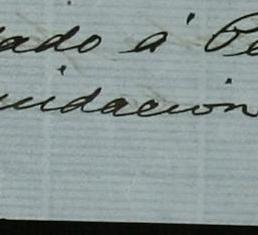 ado á Pe
uidacion